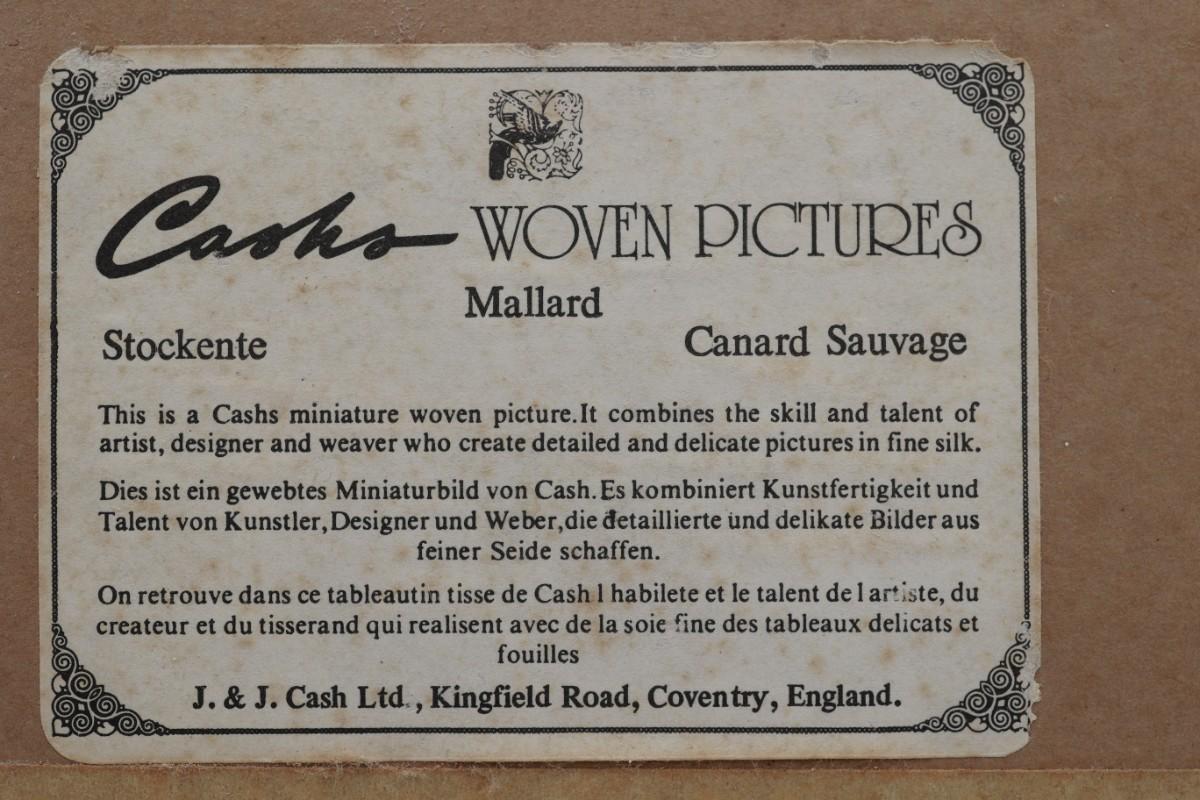 Cashs WOVEN PICTURES
Mallard
Stockente Canard Sauvage
This is a Cashs miniature woven picture.It combines the skill and talent of
artist, designer and weaver who create detailed and delicate pictures in fine silk.
Dies ist ein gewebtes Miniaturbild von Cash.Es kombiniert Kunstfertigkeit und
Talent von Kunstler,Designer und Weber,die detaillierte und delikate Bilder aus
feiner Seide schaffen.
On retrouve dans ce tableautin tisse de Cash l habilete et le talent de l artiste, du
createur et du tisserand qui realisent avec de la soie fine des tableaux delicats et
fouilles
J. & J. Cash Ltd., Kingfield Road, Coventry, England.